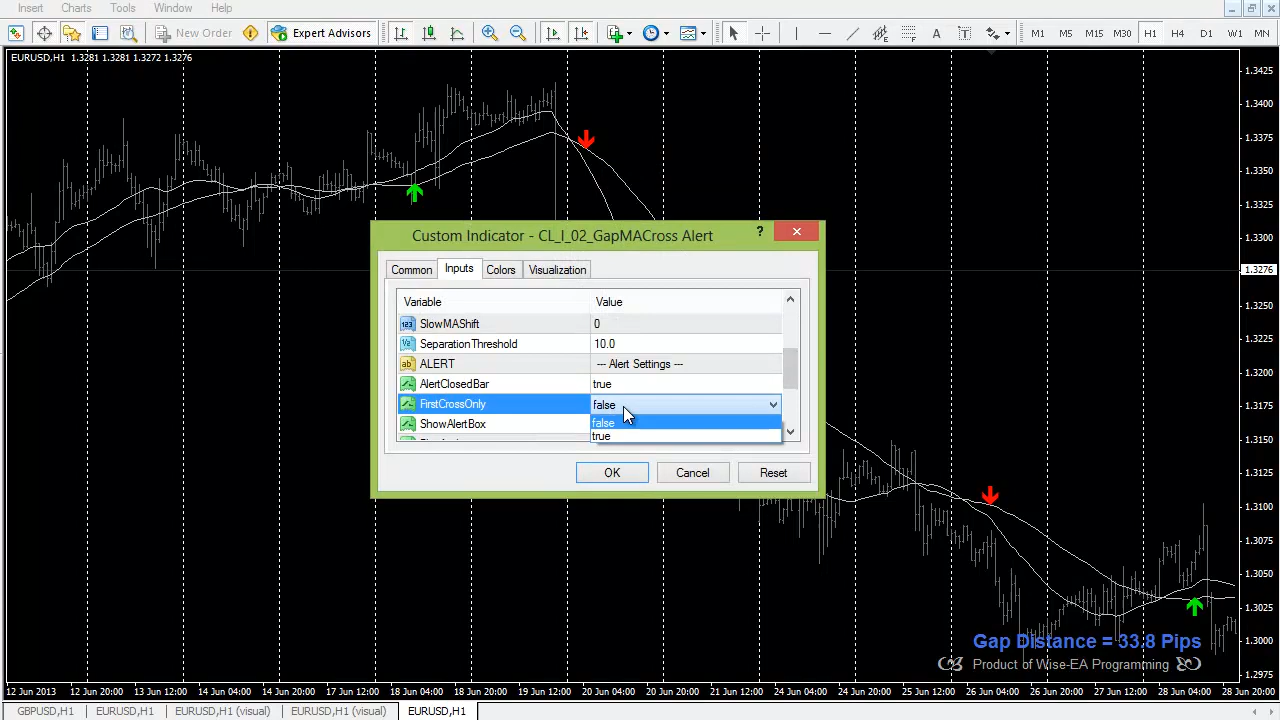 Insert Charts Tools Window Help
New Order Expert Advisors M1 M5 M15 M30 H1 H4 D1 W1 MN
EURUSD,H1 1.3281 1.3281 1.3272 1.3276
1.3425
1.3400
1.3375
1.3350
1.3325
1.3300
1.3276
1.3250
1.3225
1.3200
1.3175
1.3150
1.3125
1.3100
1.3075
1.3050
1.3025
1.3000
1.2975
Custom Indicator - CL_I_02_GapMACross Alert ?
Common Inputs Colors Visualization
Variable Value
SlowMAShift 0
SeparationThreshold 10.0
ALERT --- Alert Settings ---
AlertClosedBar true
FirstCrossOnly false
ShowAlertBox false
true
OK Cancel Reset
Gap Distance = 33.8 Pips
Product of Wise-EA Programming
12 Jun 2013 12 Jun 20:00 13 Jun 12:00 14 Jun 04:00 14 Jun 20:00 17 Jun 12:00 18 Jun 04:00 18 Jun 20:00 19 Jun 12:00 20 Jun 04:00 20 Jun 20:00 21 Jun 12:00 24 Jun 04:00 24 Jun 20:00 25 Jun 12:00 26 Jun 04:00 26 Jun 20:00 27 Jun 12:00 28 Jun 04:00 28 Jun 20:00
GBPUSD,H1 EURUSD,H1 EURUSD,H1 (visual) EURUSD,H1 (visual) EURUSD,H1